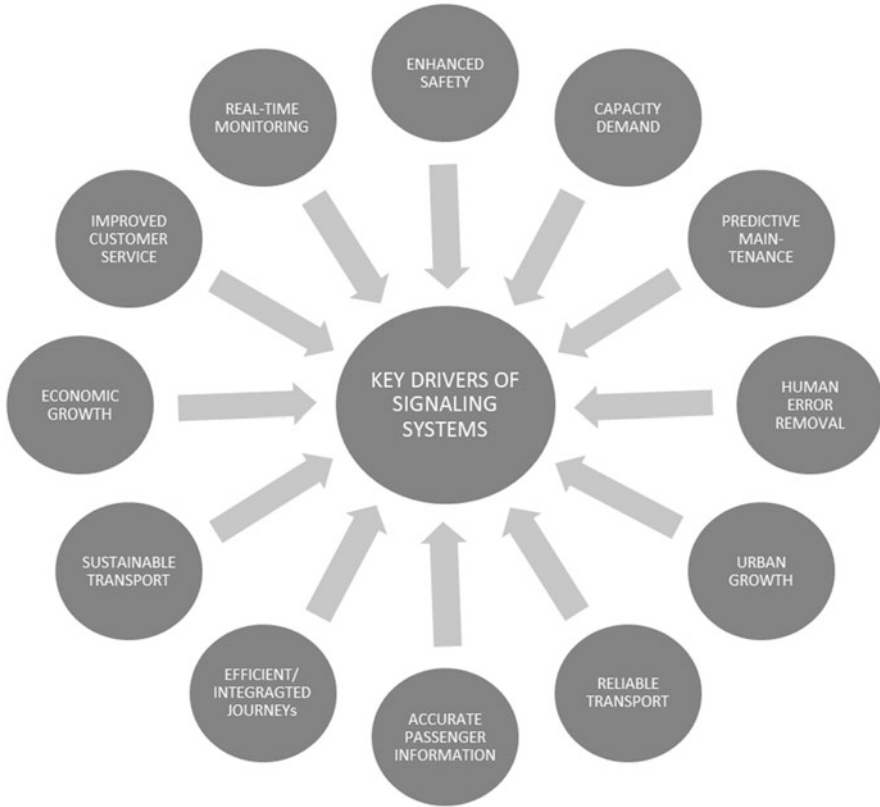 ENHANCED
SAFETY
CAPACITY
DEMAND
PREDICTIVE
MAIN-
TENANCE
HUMAN
ERROR
REMOVAL
URBAN
GROWTH
RELIABLE
TRANSPORT
ACCURATE
PASSENGER
INFORMATION
EFFICIENT/
INTEGRAGTED
JOURNEYs
SUSTAINABLE
TRANSPORT
ECONOMIC
GROWTH
IMPROVED
CUSTOMER
SERVICE
REAL-TIME
MONITORING
KEY DRIVERS OF
SIGNALING
SYSTEMS